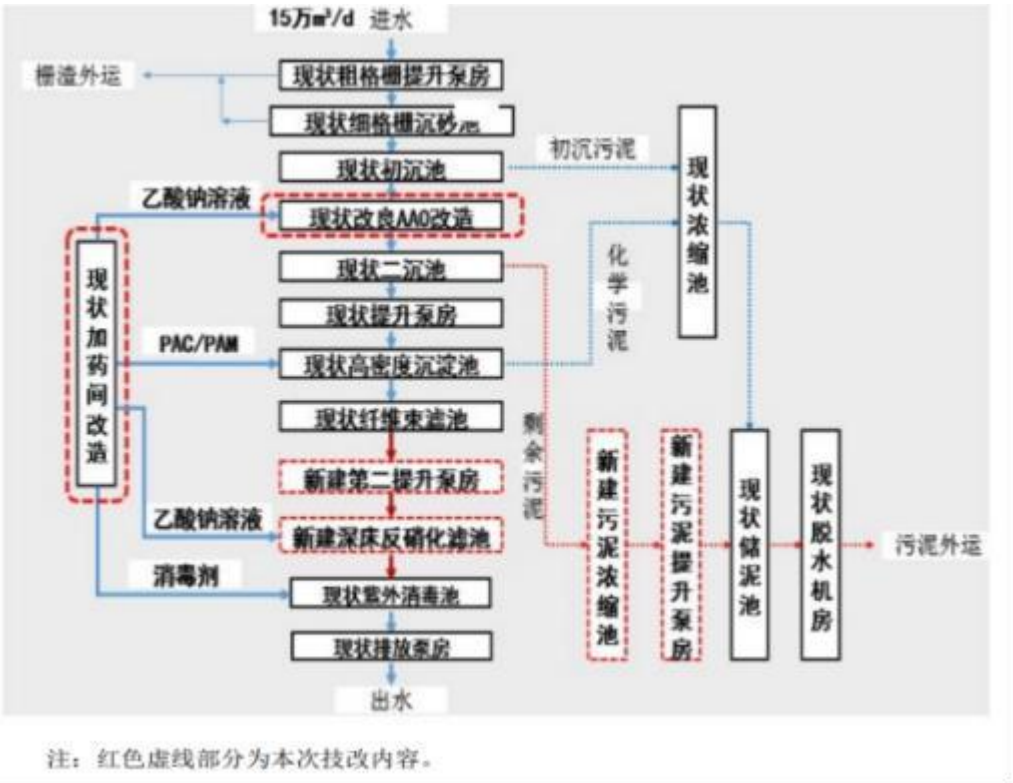 15万m³/d 进水
现状粗格栅提升泵房
栅渣外运
现状细格栅沉砂池
现状初沉池
初沉污泥
现状浓缩池
乙酸钠溶液
现状改良AAO改造
现状二沉池
化学污泥
现状加药间改造
现状提升泵房
PAC/PAM
现状高密度沉淀池
现状纤维束滤池
剩余污泥
新建第二提升泵房
新建污泥浓缩池
新建污泥提升泵房
现状储泥池
现状脱水机房
乙酸钠溶液
新建深床反硝化滤池
污泥外运
消毒剂
现状紫外消毒池
现状排放泵房
出水
注：红色虚线部分为本次技改内容。